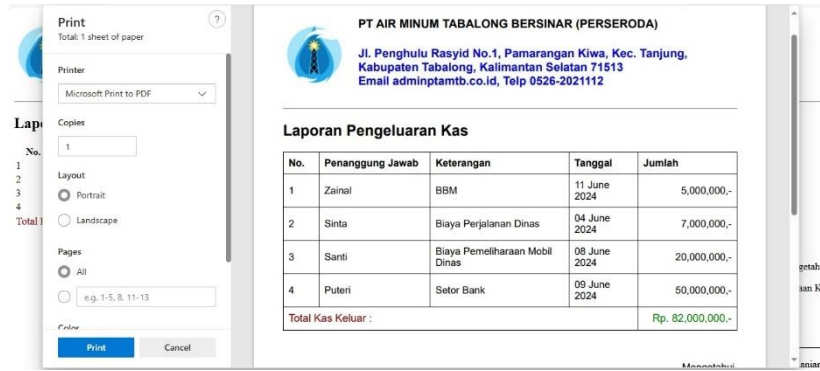 Print
Total: 1 sheet of paper
?
Printer
Microsoft Print to PDF
Copies
1
Layout
Portrait
Landscape
Pages
All
e.g. 1-5, 8, 11-13
Color
Print Cancel
Lap
No.
1
2
3
4
Total
PT AIR MINUM TABALONG BERSINAR (PERSERODA)
Jl. Penghulu Rasyid No.1, Pamarangan Kiwa, Kec. Tanjung,
Kabupaten Tabalong, Kalimantan Selatan 71513
Email adminptamtb.co.id, Telp 0526-2021112
Laporan Pengeluaran Kas
No. Penanggung Jawab Keterangan Tanggal Jumlah
1 Zainal BBM 11 June 2024 5,000,000,-
2 Sinta Biaya Perjalanan Dinas 04 June 2024 7,000,000,-
3 Santi Biaya Pemeliharaan Mobil Dinas 08 June 2024 20,000,000,-
4 Puteri Setor Bank 09 June 2024 50,000,000,-
Total Kas Keluar : Rp. 82,000,000,-
Mengetahui
getah
aan K
anian